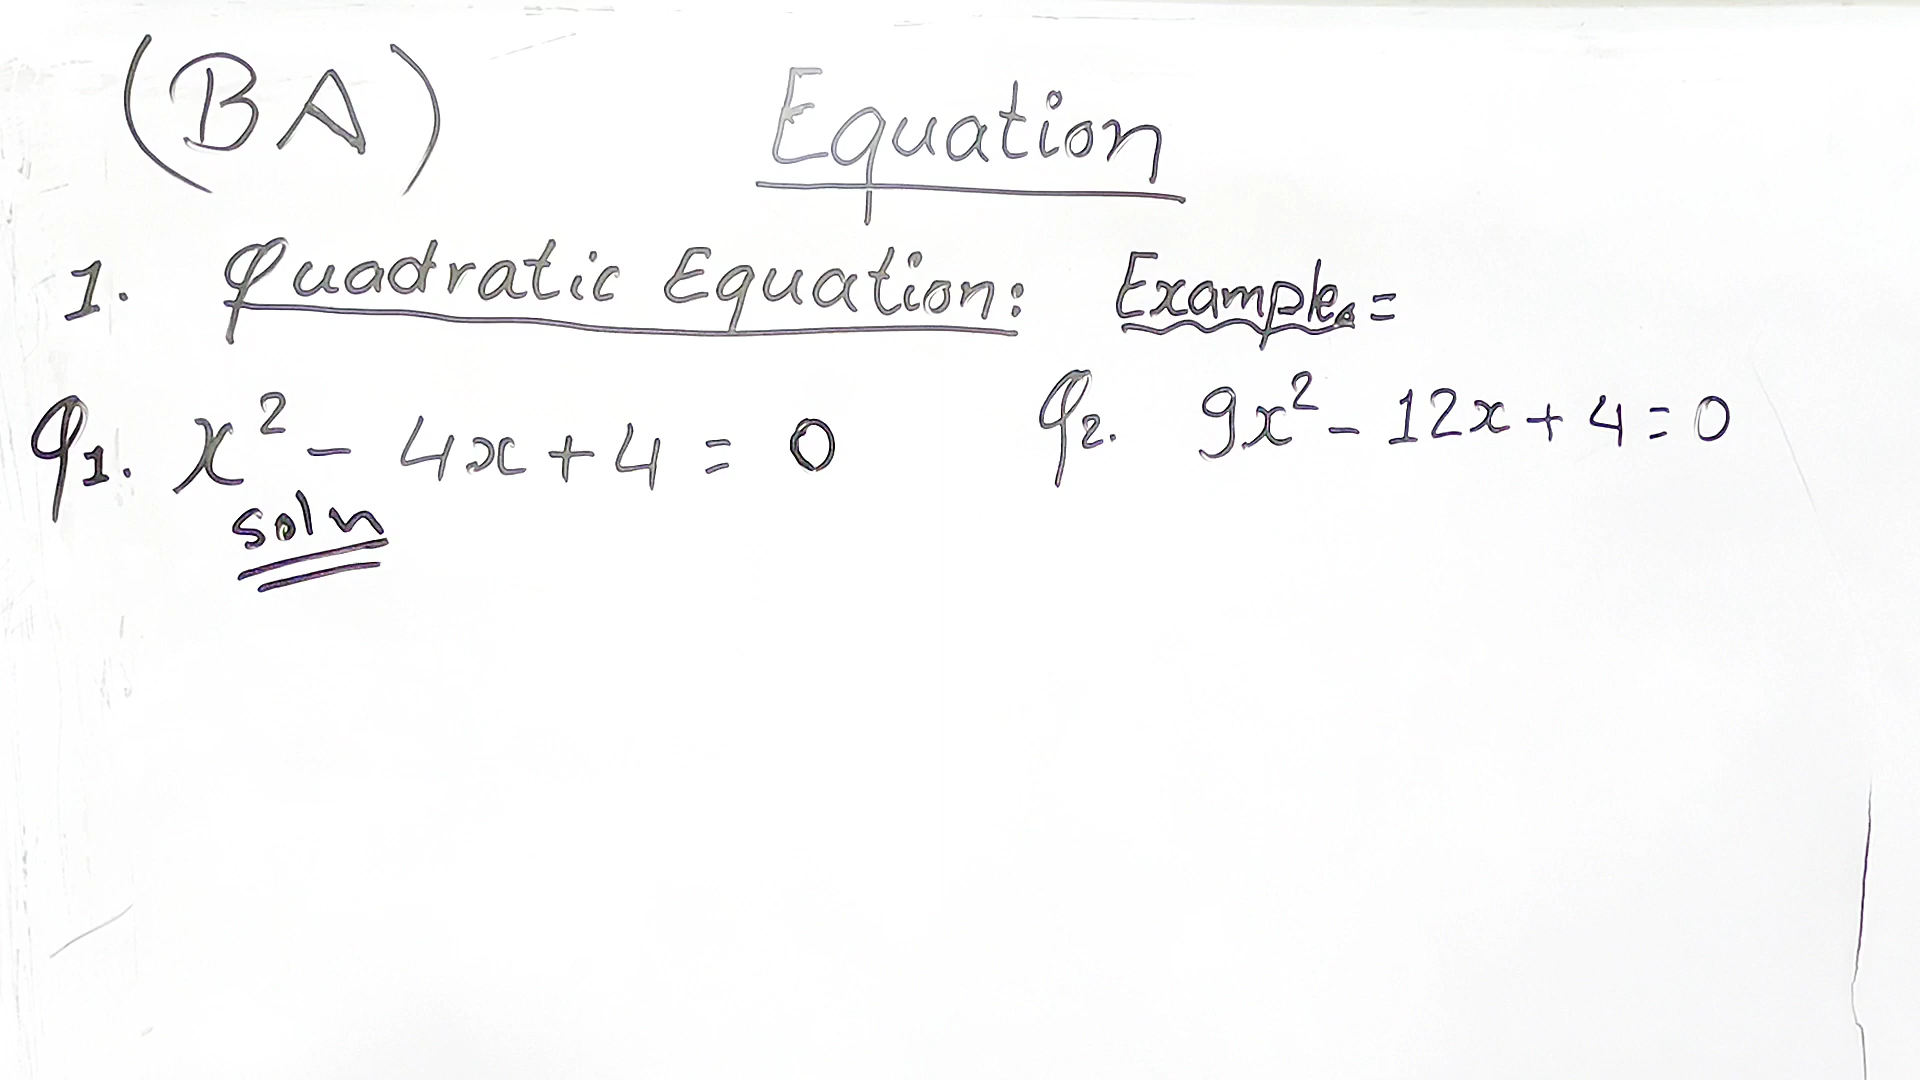 (BA) Equation
1. Quadratic Equation: Example =
Q1. x² - 4x + 4 = 0 Q2. 9x² - 12x + 4 = 0
soln